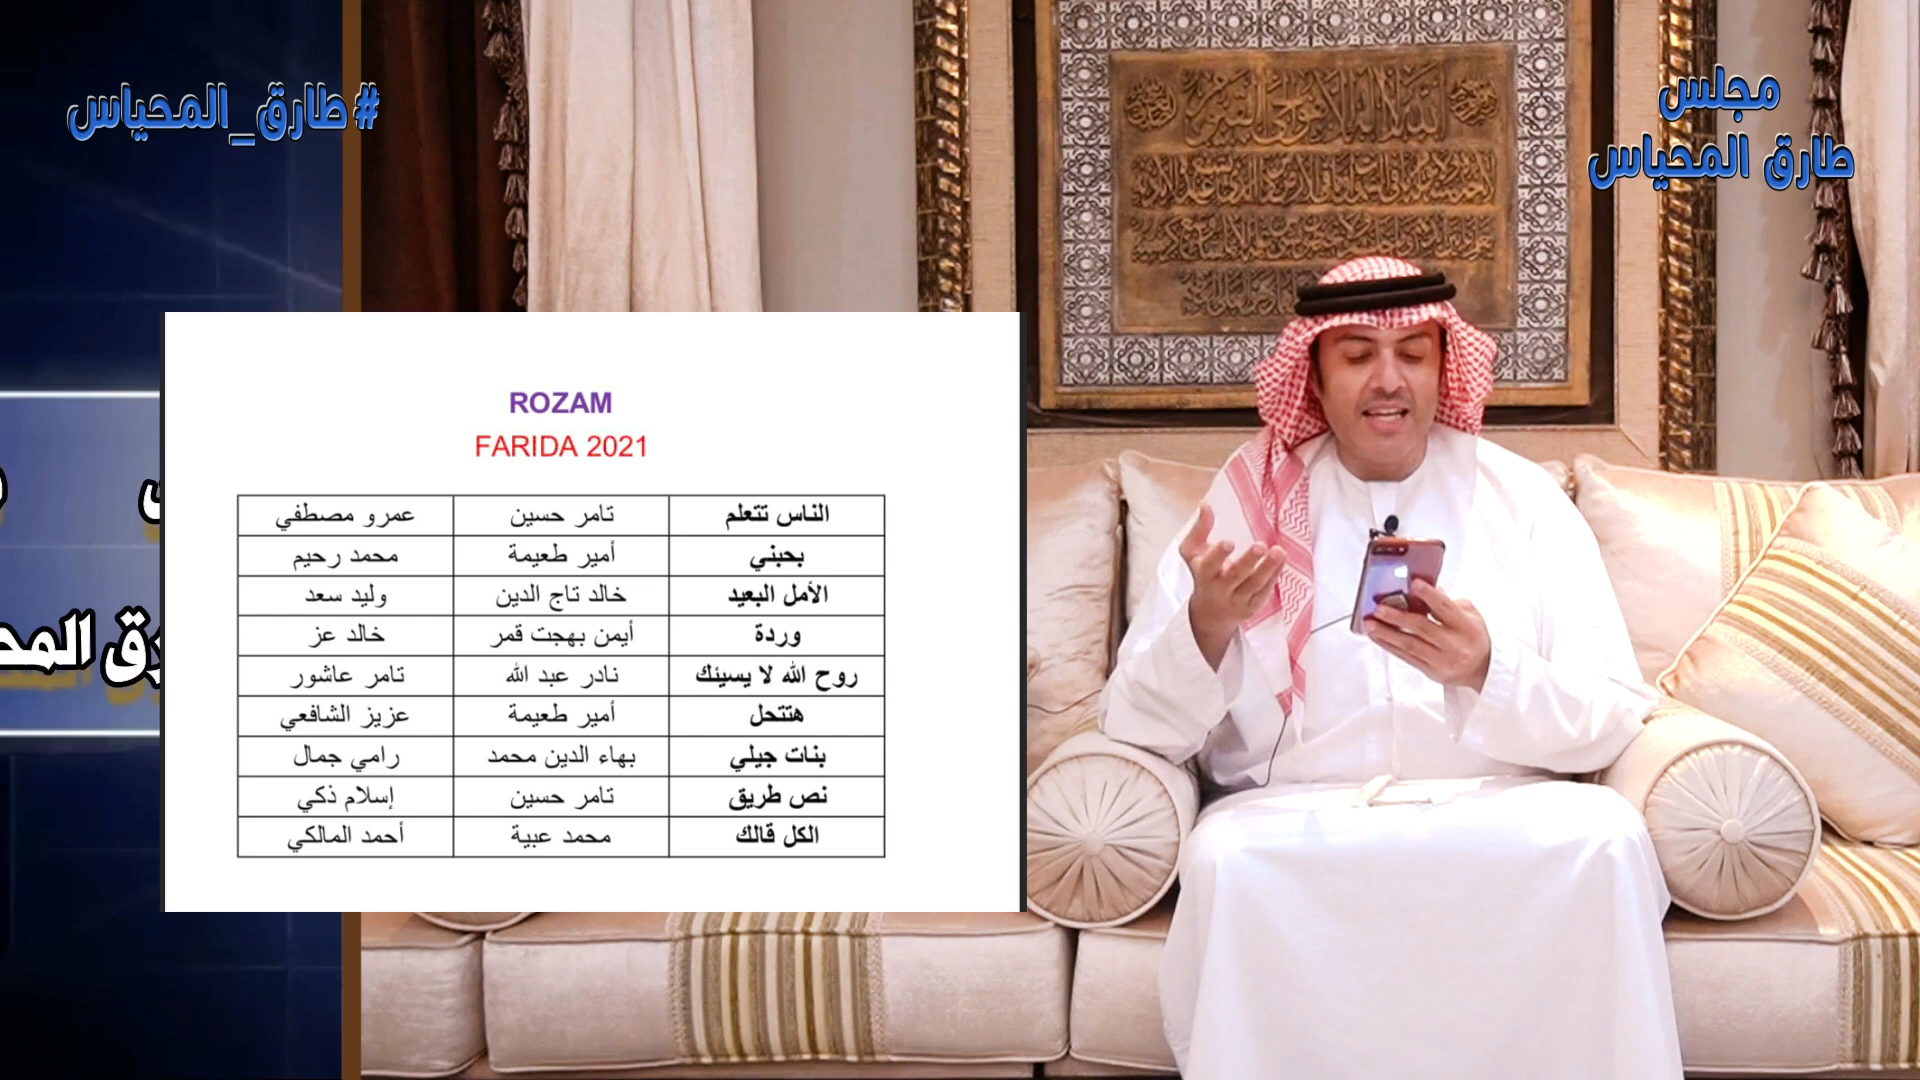 #طارق_المحياس
مجلس
طارق المحياس
ROZAM
FARIDA 2021
الناس تتعلم تامر حسين عمرو مصطفي
بحبني أمير طعيمة محمد رحيم
الأمل البعيد خالد تاج الدين وليد سعد
وردة أيمن بهجت قمر خالد عز
روح الله لا يسيئك نادر عبد الله تامر عاشور
هتتحل أمير طعيمة عزيز الشافعي
بنات جيلي بهاء الدين محمد رامي جمال
نص طريق تامر حسين إسلام ذكي
الكل قالك محمد عبية أحمد المالكي